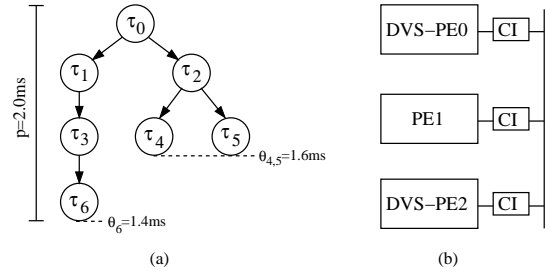 τ0
τ1
τ2
τ3
τ4
τ5
τ6
p=2.0ms
θ4,5=1.6ms
θ6=1.4ms
(a)
DVS−PE0
CI
PE1
CI
DVS−PE2
CI
(b)